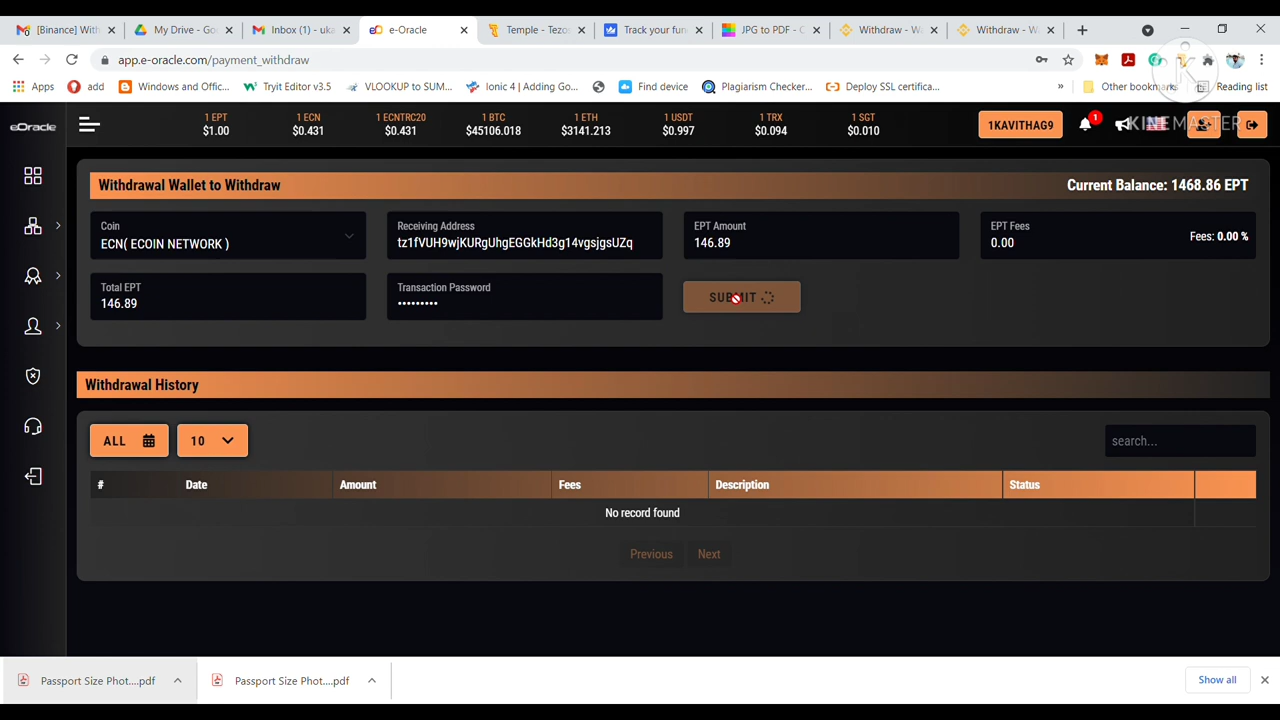 [Binance] With
My Drive - Goo
Inbox (1) - uka
e-Oracle
Temple - Tezos
Track your fun
JPG to PDF - C
Withdraw - Wa
Withdraw - Wa
app.e-oracle.com/payment_withdraw
Apps
add
Windows and Offic...
Tryit Editor v3.5
VLOOKUP to SUM...
Ionic 4 | Adding Go...
Find device
Plagiarism Checker...
Deploy SSL certifica...
»
Other bookmarks
Reading list
eOracle
1 EPT
$1.00
1 ECN
$0.431
1 ECNTRC20
$0.431
1 BTC
$45106.018
1 ETH
$3141.213
1 USDT
$0.997
1 TRX
$0.094
1 SGT
$0.010
1KAVITHAG9
1
KINEMASTER
Withdrawal Wallet to Withdraw
Current Balance: 1468.86 EPT
Coin
ECN( ECOIN NETWORK )
Receiving Address
tz1fVUH9wjKURgUhgEGGkHd3g14vgsjgsUZq
EPT Amount
146.89
EPT Fees
0.00
Fees: 0.00 %
Total EPT
146.89
Transaction Password
•••••••••
SUBMIT
Withdrawal History
ALL
10
search...
# Date Amount Fees Description Status
No record found
Previous Next
Passport Size Phot....pdf
Passport Size Phot....pdf
Show all